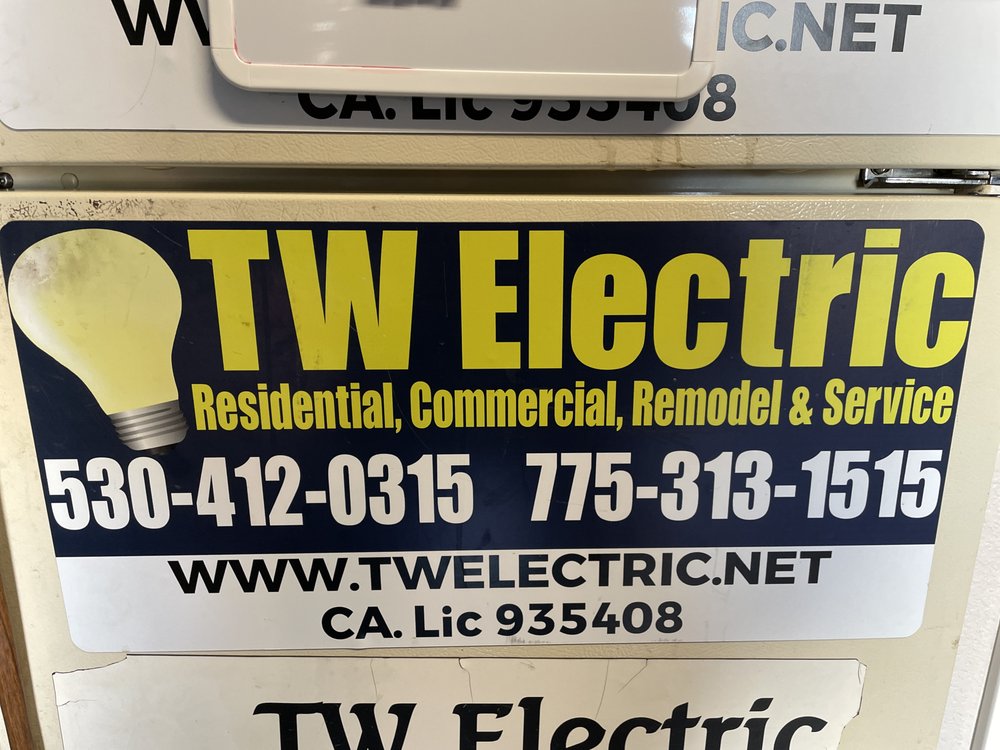 IC.NET
CA. Lic 935408
TW Electric
Residential, Commercial, Remodel & Service
530-412-0315 775-313-1515
WWW.TWELECTRIC.NET
CA. Lic 935408
TW Electric